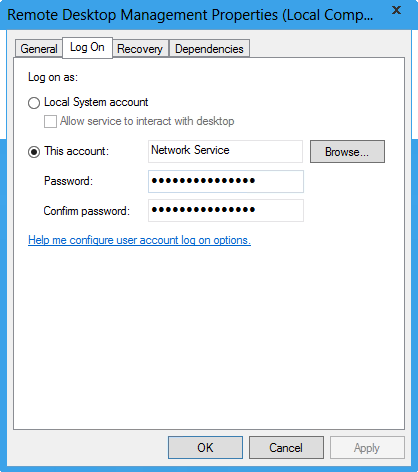 Remote Desktop Management Properties (Local Comp...
General Log On Recovery Dependencies
Log on as:
Local System account
Allow service to interact with desktop
This account: Network Service Browse...
Password: •••••••••••••••
Confirm password: •••••••••••••••
Help me configure user account log on options.
OK Cancel Apply